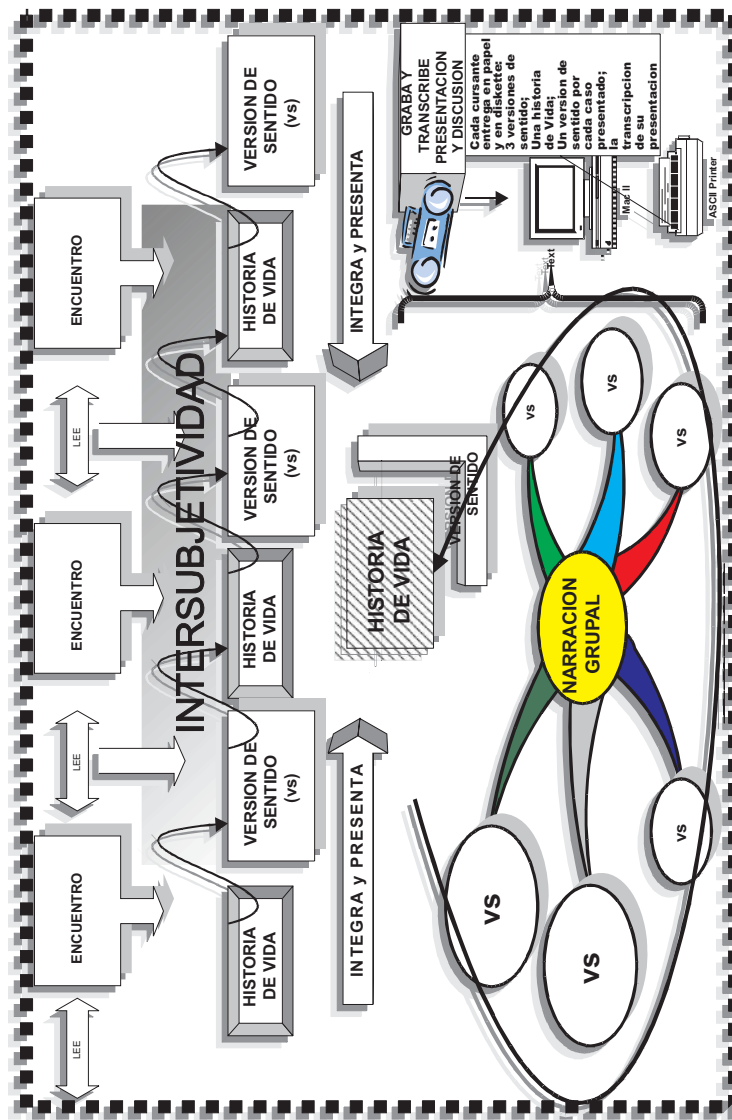 LEE
ENCUENTRO
LEE
ENCUENTRO
LEE
ENCUENTRO
INTERSUBJETIVIDAD
HISTORIA
DE VIDA
VERSION DE
SENTIDO
(vs)
HISTORIA
DE VIDA
VERSION DE
SENTIDO
(vs)
HISTORIA
DE VIDA
VERSION DE
SENTIDO
(vs)
INTEGRA y PRESENTA
INTEGRA y PRESENTA
HISTORIA
DE VIDA
VERSION DE
SENTIDO
GRABA Y
TRANSCRIBE
PRESENTACION
Y DISCUSION
Cada cursante
entrega en papel
y en diskette:
3 versiones de
sentido;
Una historia
de Vida;
Un version de
sentido por
cada caso
presentado;
la
transcripcion
de su
presentacion
Mac II
ASCII Printer
Text
Text
NARRACION
GRUPAL
vs
vs
vs
vs
vs
vs